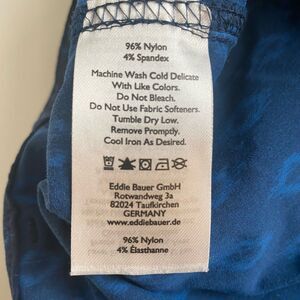 96% Nylon
4% Spandex
Machine Wash Cold Delicate
With Like Colors.
Do Not Bleach.
Do Not Use Fabric Softeners.
Tumble Dry Low.
Remove Promptly.
Cool Iron As Desired.
Eddie Bauer GmbH
Rotwandweg 3a
82024 Taufkirchen
GERMANY
www.eddiebauer.de
96% Nylon
4% Élasthanne